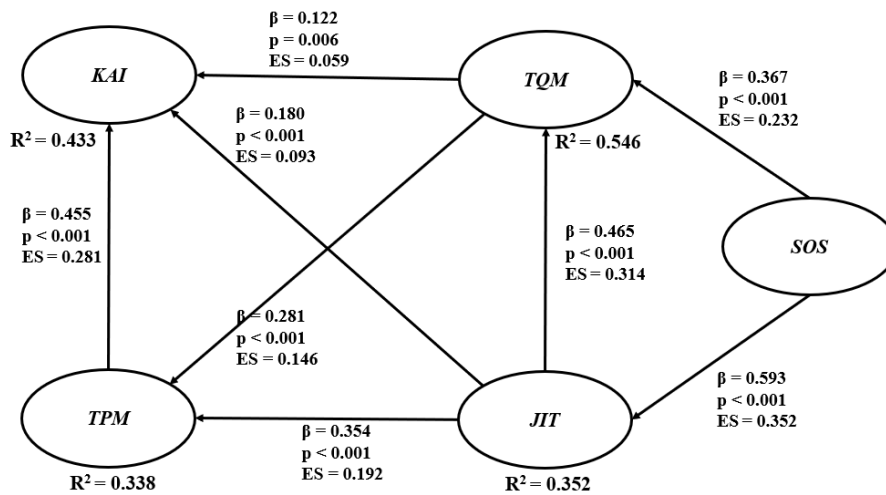 β = 0.122
p = 0.006
ES = 0.059
KAI
TQM
β = 0.367
p < 0.001
ES = 0.232
β = 0.180
p < 0.001
ES = 0.093
R² = 0.433
R² = 0.546
β = 0.455
p < 0.001
ES = 0.281
β = 0.465
p < 0.001
ES = 0.314
SOS
β = 0.281
p < 0.001
ES = 0.146
β = 0.593
p < 0.001
ES = 0.352
TPM
JIT
β = 0.354
p < 0.001
ES = 0.192
R² = 0.338
R² = 0.352